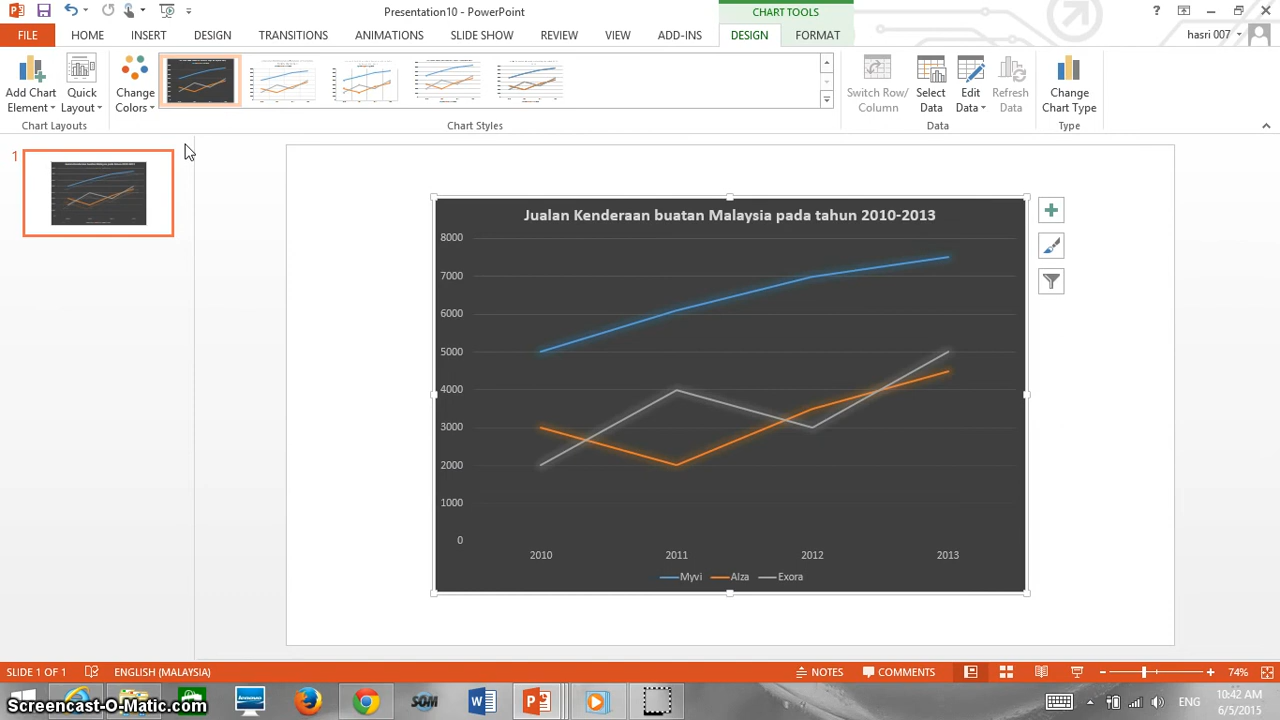 Presentation10 - PowerPoint
CHART TOOLS
?
FILE HOME INSERT DESIGN TRANSITIONS ANIMATIONS SLIDE SHOW REVIEW VIEW ADD-INS DESIGN FORMAT hasri 007
Add Chart Element
Quick Layout
Change Colors
Switch Row/ Column
Select Data
Edit Data
Refresh Data
Change Chart Type
Chart Layouts
Chart Styles
Data
Type
1
Jualan Kenderaan buatan Malaysia pada tahun 2010-2013
8000
7000
6000
5000
4000
3000
2000
1000
0
2010 2011 2012 2013
Myvi Alza Exora
SLIDE 1 OF 1 ENGLISH (MALAYSIA) NOTES COMMENTS 74%
lenovo
SOM
ENG
10:42 AM
6/5/2015
Screencast-O-Matic.com